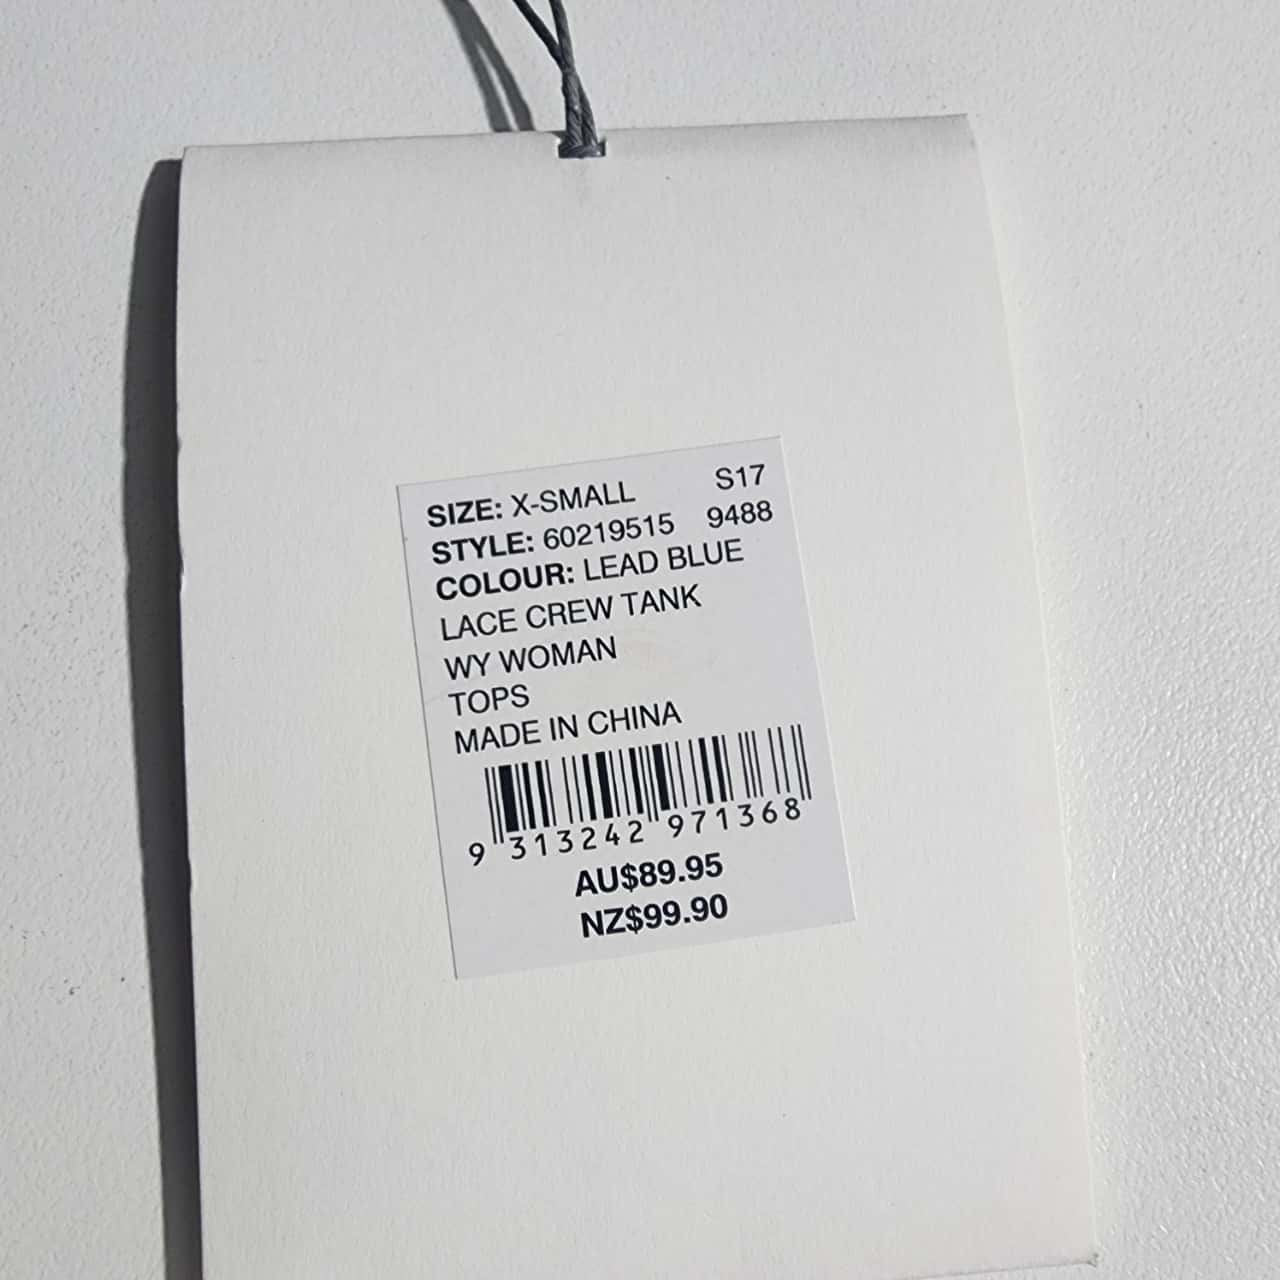 SIZE: X-SMALL S17
STYLE: 60219515 9488
COLOUR: LEAD BLUE
LACE CREW TANK
WY WOMAN
TOPS
MADE IN CHINA
9 313242 971368
AU$89.95
NZ$99.90